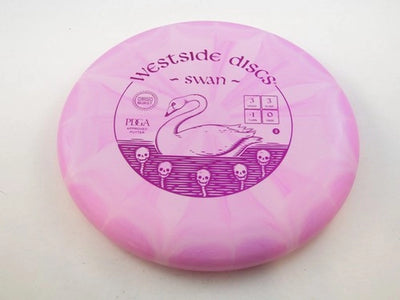 Westside Discs
~ Swan ~
3 3
-1 0
PDGA
APPROVED
PUTTER